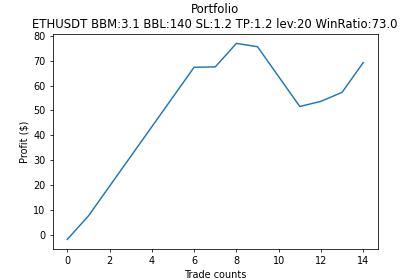 Portfolio
ETHUSDT BBM:3.1 BBL:140 SL:1.2 TP:1.2 lev:20 WinRatio:73.0
80
70
60
50
40
30
20
10
0
Profit ($)
0 2 4 6 8 10 12 14
Trade counts